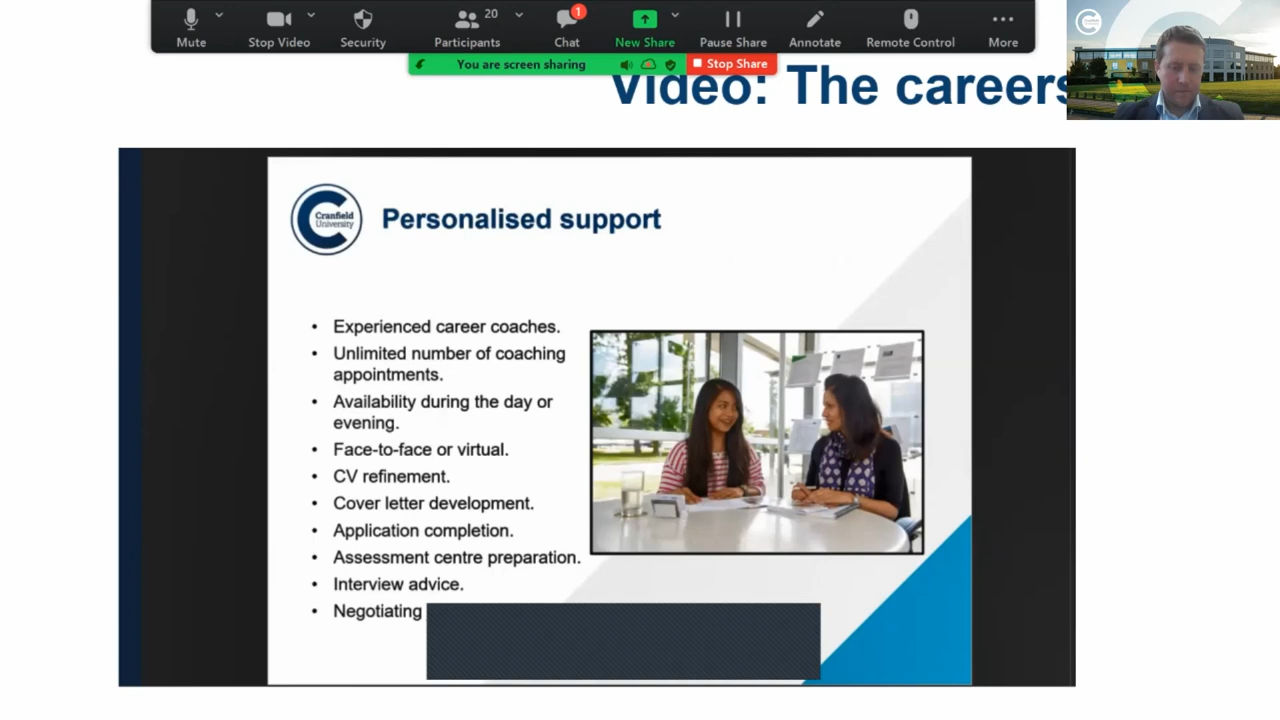 20
1
Mute
Stop Video
Security
Participants
Chat
New Share
Pause Share
Annotate
Remote Control
More
You are screen sharing
Stop Share
Video: The careers
Cranfield
University
Personalised support
• Experienced career coaches.
• Unlimited number of coaching
appointments.
• Availability during the day or
evening.
• Face-to-face or virtual.
• CV refinement.
• Cover letter development.
• Application completion.
• Assessment centre preparation.
• Interview advice.
• Negotiating